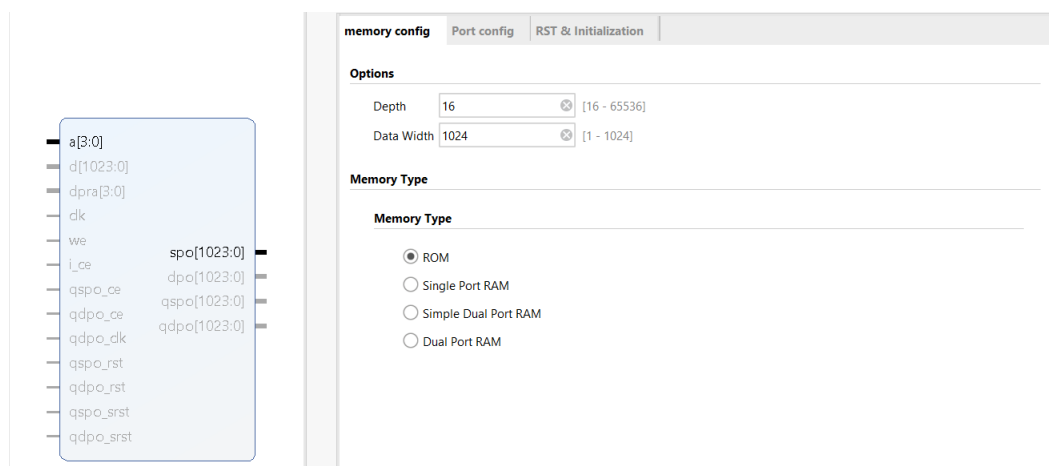 memory config Port config RST & Initialization
Options
Depth 16 [16 - 65536]
Data Width 1024 [1 - 1024]
Memory Type
Memory Type
ROM
Single Port RAM
Simple Dual Port RAM
Dual Port RAM
a[3:0]
d[1023:0]
dpra[3:0]
clk
we
i_ce
qspo_ce
qdpo_ce
qdpo_clk
qspo_rst
qdpo_rst
qspo_srst
qdpo_srst
spo[1023:0]
dpo[1023:0]
qspo[1023:0]
qdpo[1023:0]